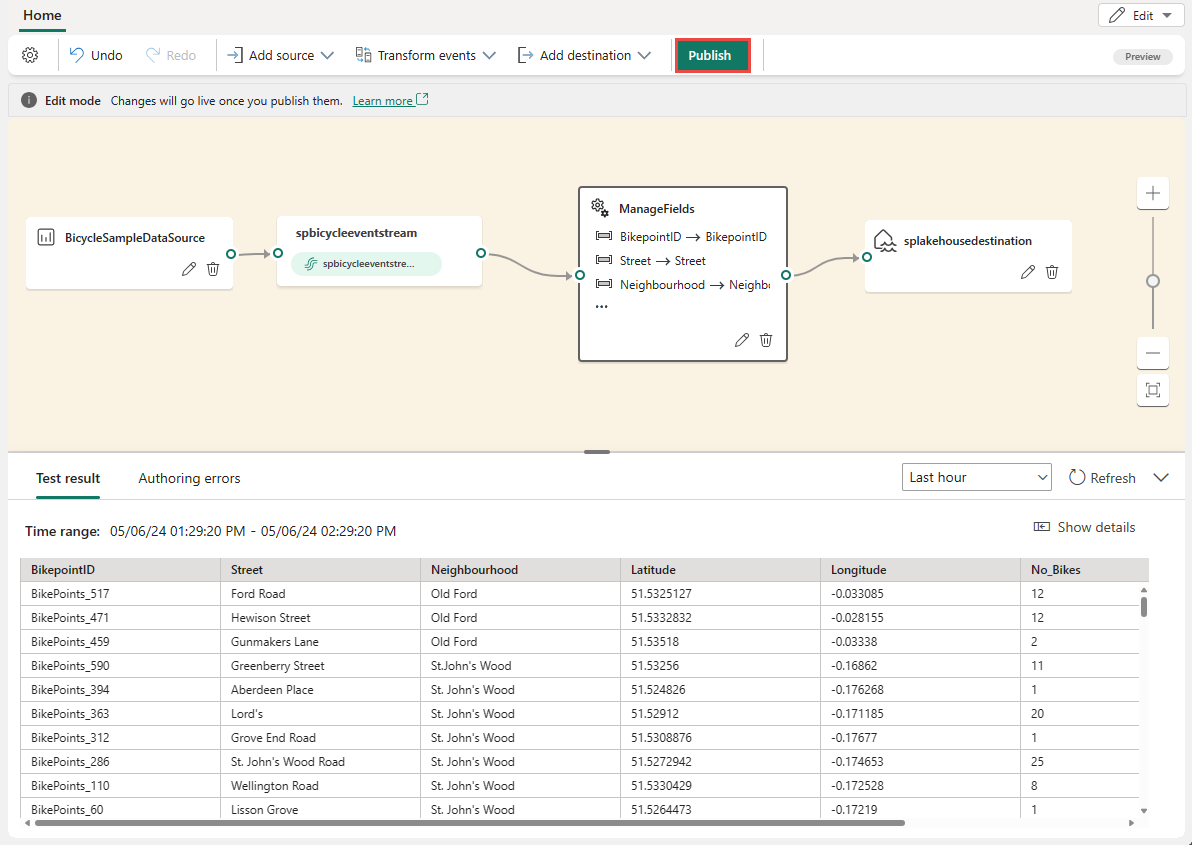 Home
Edit
Undo
Redo
Add source
Transform events
Add destination
Publish
Preview
Edit mode Changes will go live once you publish them. Learn more
BicycleSampleDataSource
spbicycleeventstream
spbicycleeventstre...
ManageFields
BikepointID → BikepointID
Street → Street
Neighbourhood → Neighbo
...
splakehousedestination
Test result
Authoring errors
Last hour
Refresh
Time range: 05/06/24 01:29:20 PM - 05/06/24 02:29:20 PM
Show details
BikepointID Street Neighbourhood Latitude Longitude No_Bikes
BikePoints_517 Ford Road Old Ford 51.5325127 -0.033085 12
BikePoints_471 Hewison Street Old Ford 51.5332832 -0.028155 12
BikePoints_459 Gunmakers Lane Old Ford 51.53518 -0.03338 2
BikePoints_590 Greenberry Street St.John's Wood 51.53256 -0.16862 11
BikePoints_394 Aberdeen Place St. John's Wood 51.524826 -0.176268 1
BikePoints_363 Lord's St. John's Wood 51.52912 -0.171185 20
BikePoints_312 Grove End Road St. John's Wood 51.5308876 -0.17677 1
BikePoints_286 St. John's Wood Road St. John's Wood 51.5272942 -0.174653 25
BikePoints_110 Wellington Road St. John's Wood 51.5330429 -0.172528 8
BikePoints_60 Lisson Grove St. John's Wood 51.5264473 -0.17219 1